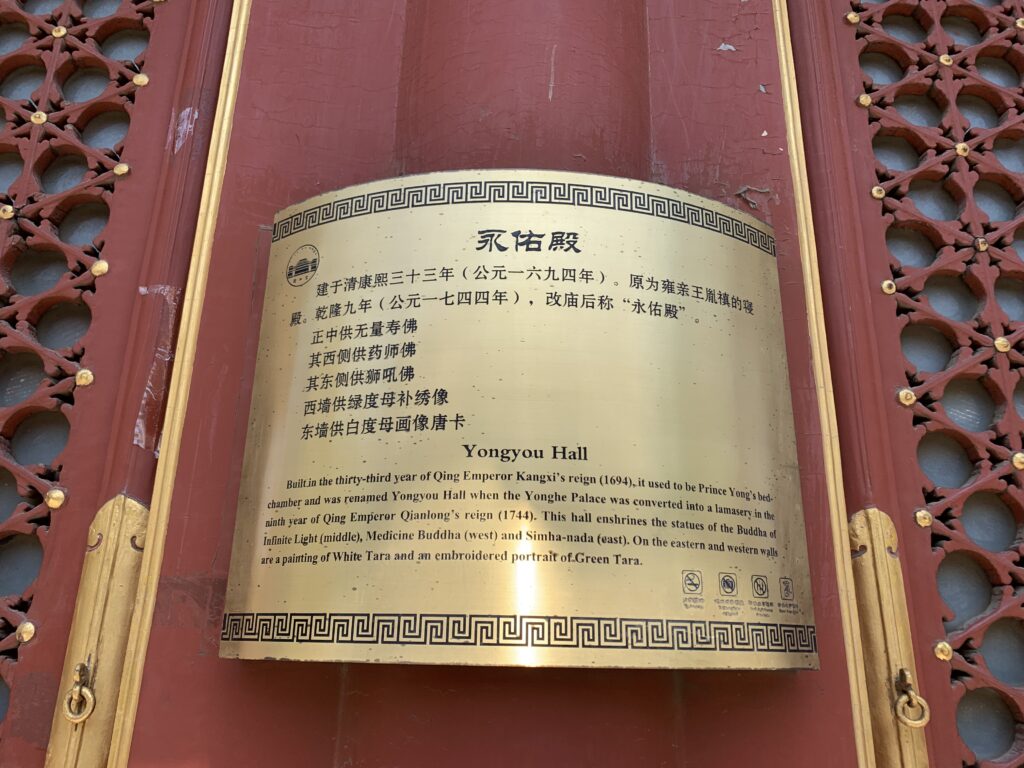 永佑殿
建于清康熙三十三年（公元一六九四年）。原为雍亲王胤禛的寝
殿。乾隆九年（公元一七四四年），改庙后称“永佑殿”。
正中供无量寿佛
其西侧供药师佛
其东侧供狮吼佛
西墙供绿度母补绣像
东墙供白度母画像唐卡
Yongyou Hall
Built in the thirty-third year of Qing Emperor Kangxi's reign (1694), it used to be Prince Yong's bed-
chamber and was renamed Yongyou Hall when the Yonghe Palace was converted into a lamasery in the
ninth year of Qing Emperor Qianlong's reign (1744). This hall enshrines the statues of the Buddha of
Infinite Light (middle), Medicine Buddha (west) and Simha-nada (east). On the eastern and western walls
are a painting of White Tara and an embroidered portrait of Green Tara.